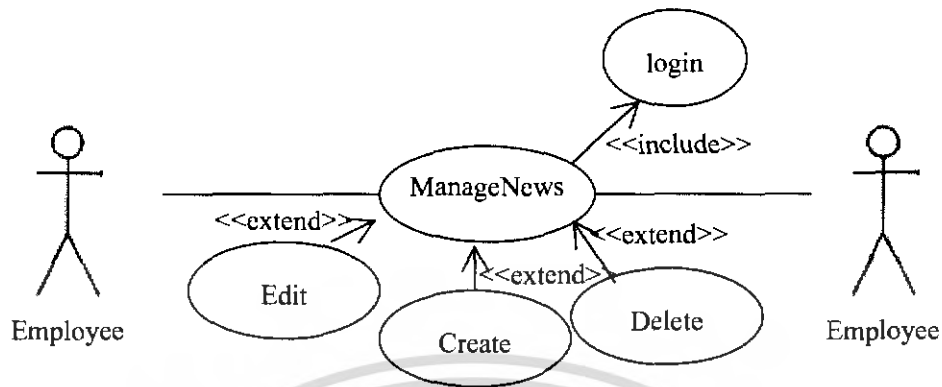 login
<<include>>
ManageNews
<<extend>>
<<extend>>
Edit
<<extend>>
Delete
Create
Employee
Employee